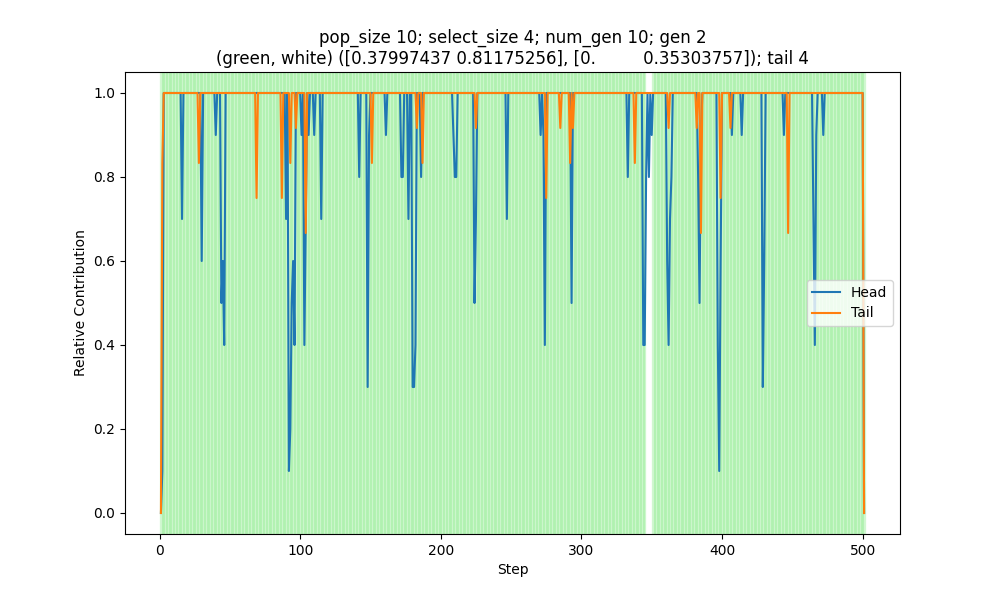 pop_size 10; select_size 4; num_gen 10; gen 2
(green, white) ([0.37997437 0.81175256], [0.         0.35303757]); tail 4
1.0
0.8
0.6
0.4
0.2
0.0
Relative Contribution
Head
Tail
0
100
200
300
400
500
Step